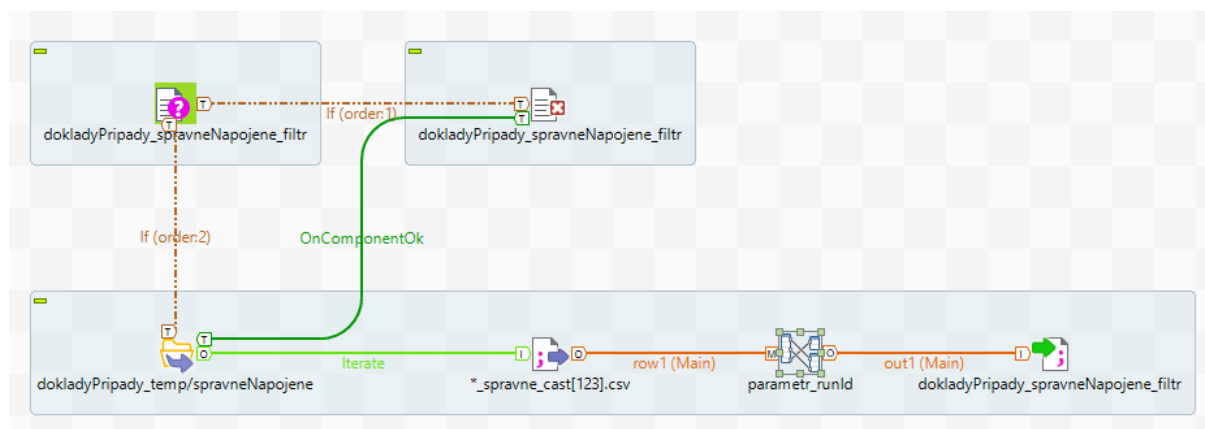 T
If (order:1)
T
T
T
dokladyPripady_spravneNapojene_filtr
dokladyPripady_spravneNapojene_filtr
If (order:2)
OnComponentOk
T
T
O
Iterate
I
O
row1 (Main)
M
O
out1 (Main)
I
dokladyPripady_temp/spravneNapojene
*_spravne_cast[123].csv
parametr_runId
dokladyPripady_spravneNapojene_filtr